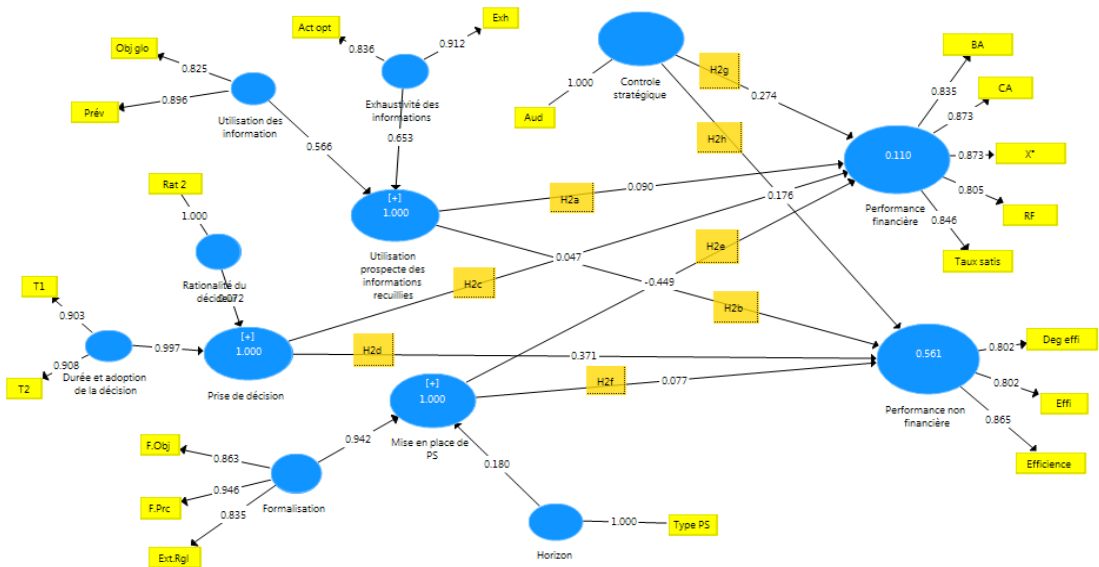 Obj glo
0.825
Prév
0.896
Utilisation des
information
0.566
Act opt
0.836
Exh
0.912
Exhaustivité des
informations
0.653
Aud
1.000
Controle
stratégique
H2g
0.274
H2h
0.176
BA
0.835
CA
0.873
X*
0.873
RF
0.805
Taux satis
0.846
0.110
Performance
financière
[+]
1.000
Utilisation
prospecte des
informations
recuillies
H2a
0.090
0.047
H2b
Rat 2
1.000
Rationalité du
décideur
0.072
T1
0.903
T2
0.908
Durée et adoption
de la décision
0.997
[+]
1.000
Prise de décision
H2c
H2d
0.371
H2e
-0.449
H2f
0.077
[+]
1.000
Mise en place de
PS
F.Obj
0.863
F.Prc
0.946
Ext.Rgl
0.835
Formalisation
0.942
0.180
Horizon
1.000
Type PS
0.561
Performance non
financière
Deg effi
0.802
Effi
0.802
Efficience
0.865